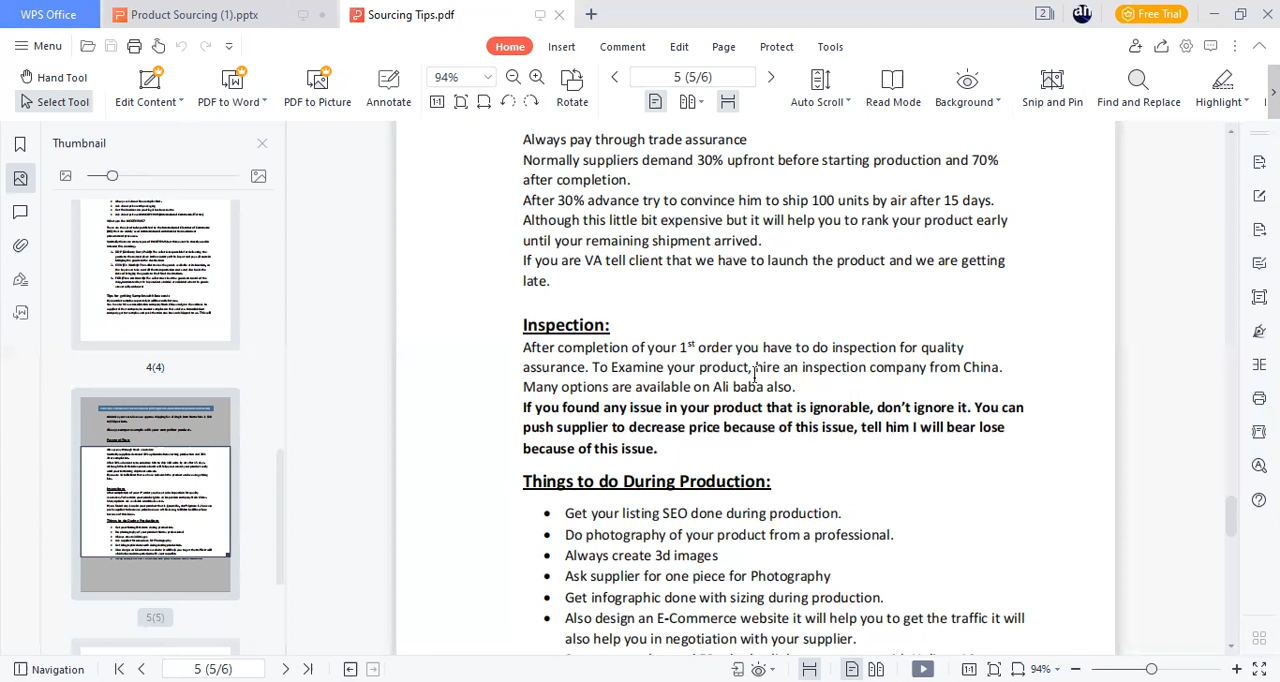 WPS Office
Product Sourcing (1).pptx
Sourcing Tips.pdf
2
Free Trial
Menu
Home
Insert
Comment
Edit
Page
Protect
Tools
Hand Tool
Select Tool
Edit Content
PDF to Word
PDF to Picture
Annotate
94%
Rotate
5 (5/6)
Auto Scroll
Read Mode
Background
Snip and Pin
Find and Replace
Highlight
Thumbnail
4(4)
5(5)
Always pay through trade assurance
Normally suppliers demand 30% upfront before starting production and 70%
after completion.
After 30% advance try to convince him to ship 100 units by air after 15 days.
Although this little bit expensive but it will help you to rank your product early
until your remaining shipment arrived.
If you are VA tell client that we have to launch the product and we are getting
late.
Inspection:
After completion of your 1st order you have to do inspection for quality
assurance. To Examine your product, hire an inspection company from China.
Many options are available on Ali baba also.
If you found any issue in your product that is ignorable, don't ignore it. You can
push supplier to decrease price because of this issue, tell him I will bear lose
because of this issue.
Things to do During Production:
• Get your listing SEO done during production.
• Do photography of your product from a professional.
• Always create 3d images
• Ask supplier for one piece for Photography
• Get infographic done with sizing during production.
• Also design an E-Commerce website it will help you to get the traffic it will
also help you in negotiation with your supplier.
Navigation
5 (5/6)
94%